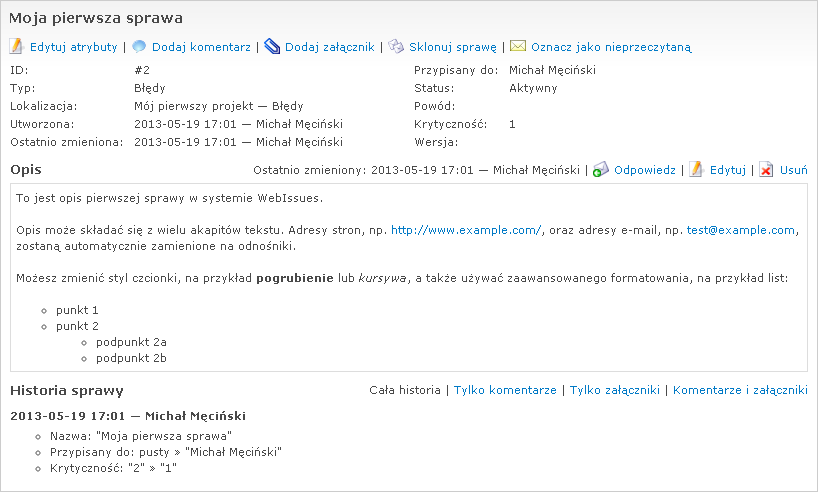 Moja pierwsza sprawa
Edytuj atrybuty | Dodaj komentarz | Dodaj załącznik | Sklonuj sprawę | Oznacz jako nieprzeczytaną
ID: #2 Przypisany do: Michał Męciński
Typ: Błędy Status: Aktywny
Lokalizacja: Mój pierwszy projekt — Błędy Powód:
Utworzona: 2013-05-19 17:01 — Michał Męciński Krytyczność: 1
Ostatnio zmieniona: 2013-05-19 17:01 — Michał Męciński Wersja:
Opis Ostatnio zmieniony: 2013-05-19 17:01 — Michał Męciński | Odpowiedz | Edytuj | Usuń
To jest opis pierwszej sprawy w systemie WebIssues.
Opis może składać się z wielu akapitów tekstu. Adresy stron, np. http://www.example.com/, oraz adresy e-mail, np. test@example.com,
zostaną automatycznie zamienione na odnośniki.
Możesz zmienić styl czcionki, na przykład pogrubienie lub kursywa, a także używać zaawansowanego formatowania, na przykład list:
punkt 1
punkt 2
podpunkt 2a
podpunkt 2b
Historia sprawy Cała historia | Tylko komentarze | Tylko załączniki | Komentarze i załączniki
2013-05-19 17:01 — Michał Męciński
Nazwa: "Moja pierwsza sprawa"
Przypisany do: pusty » "Michał Męciński"
Krytyczność: "2" » "1"